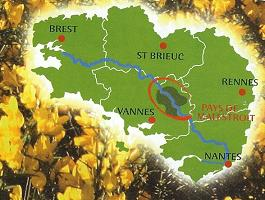 BREST
ST BRIEUC
RENNES
VANNES
PAYS DE
MALESTROIT
NANTES